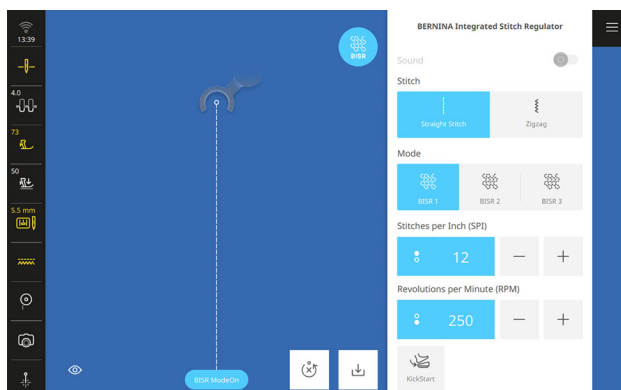 13:39
4.0
73
50
5.5 mm
BISR
BISR ModeOn
BERNINA Integrated Stitch Regulator
Sound
Stitch
Straight Stitch
Zigzag
Mode
BISR 1
BISR 2
BISR 3
Stitches per Inch (SPI)
12
Revolutions per Minute (RPM)
250
KickStart